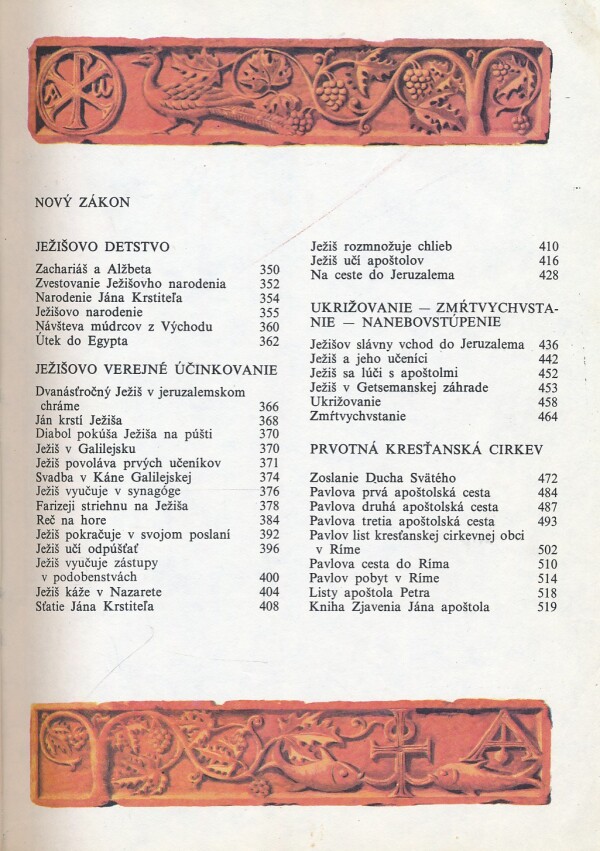 NOVÝ ZÁKON
JEŽIŠOVO DETSTVO
Zachariáš a Alžbeta 350
Zvestovanie Ježišovho narodenia 352
Narodenie Jána Krstiteľa 354
Ježišovo narodenie 355
Návšteva múdrcov z Východu 360
Útek do Egypta 362
JEŽIŠOVO VEREJNÉ ÚČINKOVANIE
Dvanásťročný Ježiš v jeruzalemskom
chráme 366
Ján krstí Ježiša 368
Diabol pokúša Ježiša na púšti 370
Ježiš v Galilejsku 370
Ježiš povoláva prvých učeníkov 371
Svadba v Káne Galilejskej 374
Ježiš vyučuje v synagóge 376
Farizeji striehnu na Ježiša 378
Reč na hore 384
Ježiš pokračuje v svojom poslaní 392
Ježiš učí odpúšťať 396
Ježiš vyučuje zástupy
v podobenstvách 400
Ježiš káže v Nazarete 404
Sťatie Jána Krstiteľa 408
Ježiš rozmnožuje chlieb 410
Ježiš učí apoštolov 416
Na ceste do Jeruzalema 428
UKRIŽOVANIE — ZMŔTVYCHVSTA-
NIE — NANEBOVSTÚPENIE
Ježišov slávny vchod do Jeruzalema 436
Ježiš a jeho učeníci 442
Ježiš sa lúči s apoštolmi 452
Ježiš v Getsemanskej záhrade 453
Ukrižovanie 458
Zmŕtvychvstanie 464
PRVOTNÁ KRESŤANSKÁ CIRKEV
Zoslanie Ducha Svätého 472
Pavlova prvá apoštolská cesta 484
Pavlova druhá apoštolská cesta 487
Pavlova tretia apoštolská cesta 493
Pavlov list kresťanskej cirkevnej obci
v Ríme 502
Pavlova cesta do Ríma 510
Pavlov pobyt v Ríme 514
Listy apoštola Petra 518
Kniha Zjavenia Jána apoštola 519